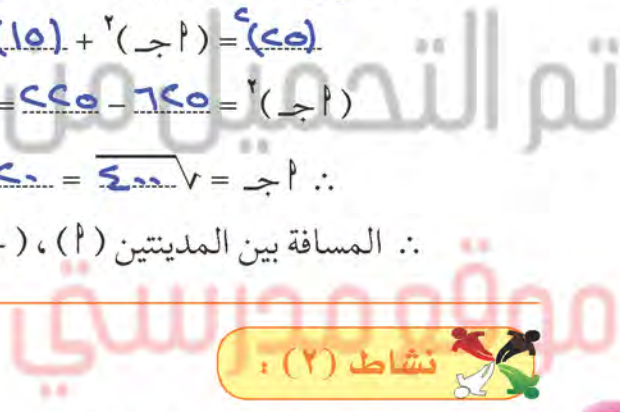 (٢٥)٢ = (أ جـ)٢ + (١٥)
(أ جـ)٢ = ٦٢٥ - ٢٢٥ =
∴ أ جـ = √٤٠٠ = ٢٠
∴ المسافة بين المدينتين (أ) ، (
نشاط (٢) :
تم التحميل من
موقع مدرستي